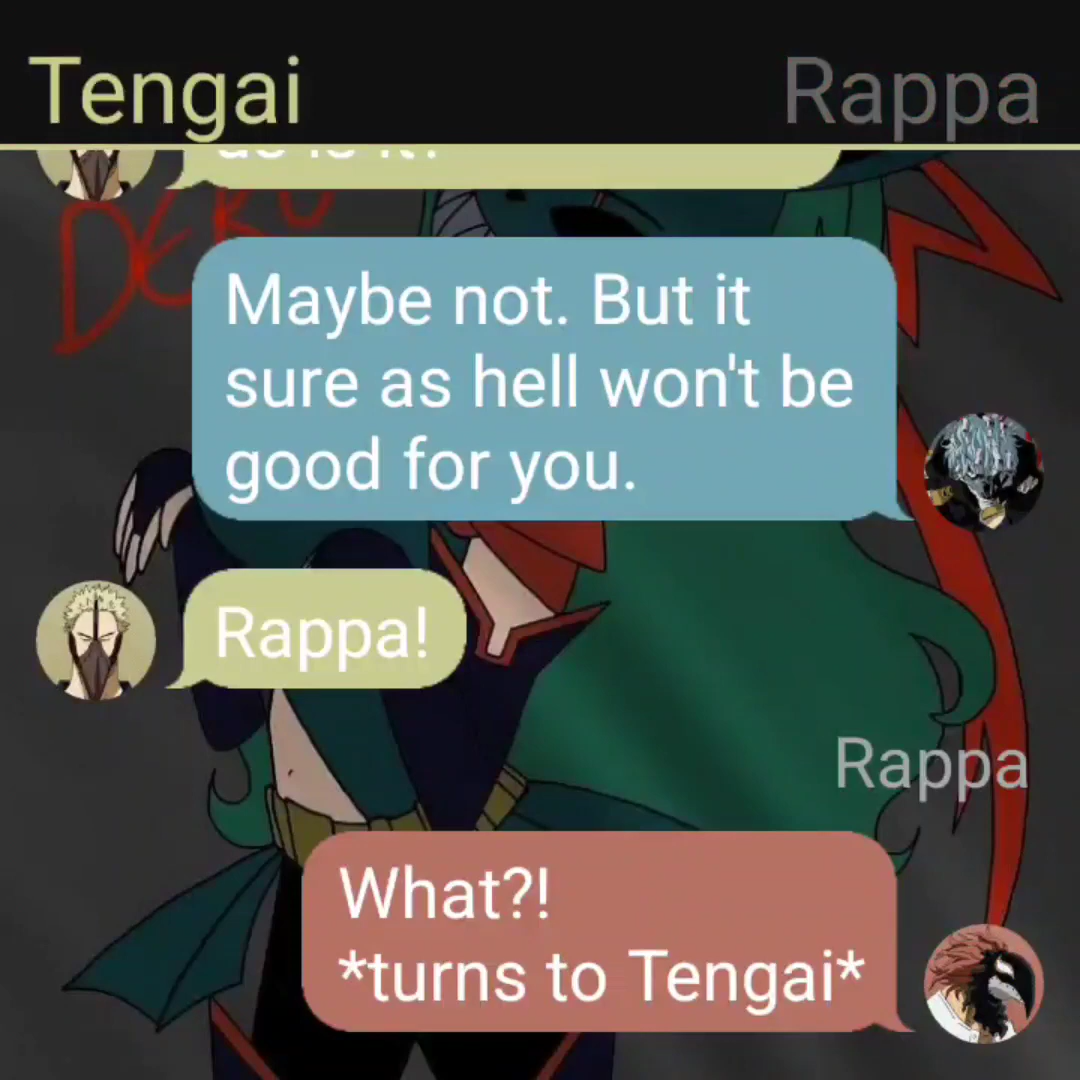 Tengai
Rappa
Maybe not. But it
sure as hell won't be
good for you.
Rappa!
Rappa
What?!
*turns to Tengai*